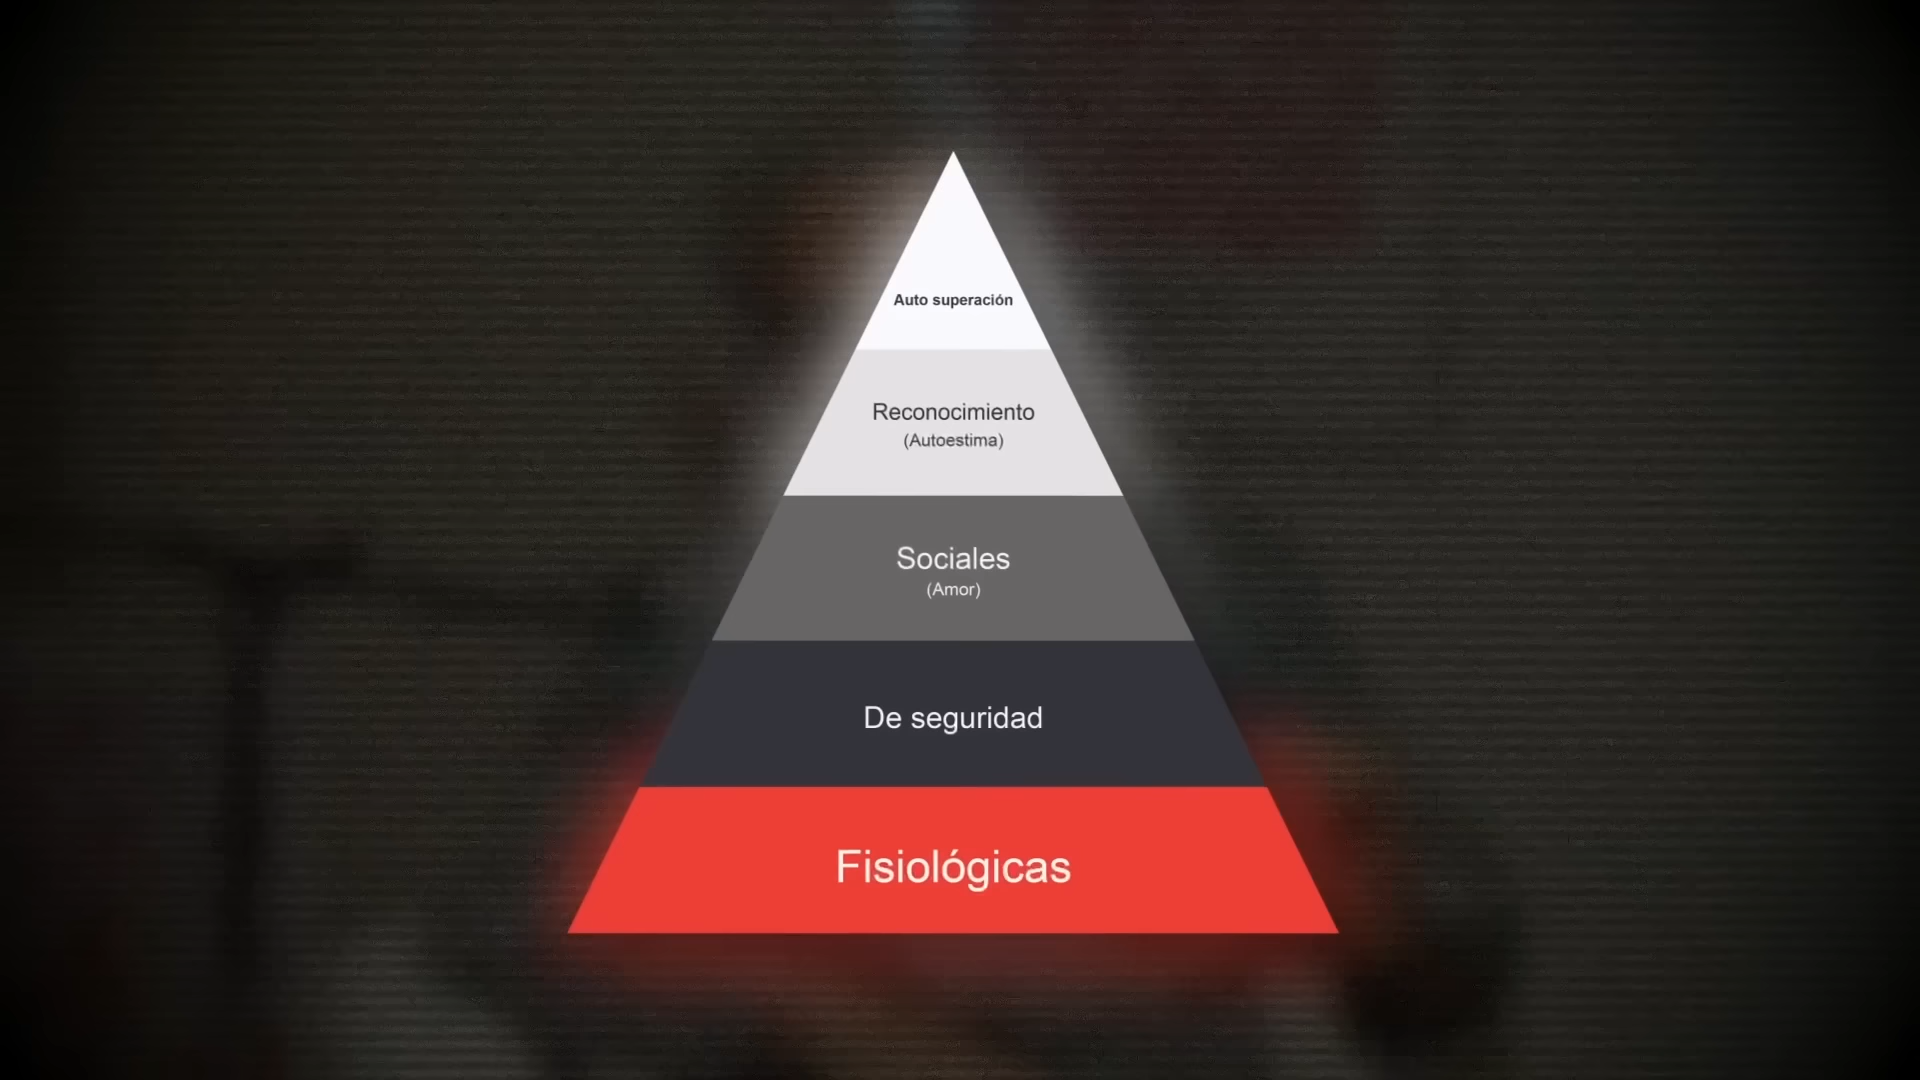 Auto superación
Reconocimiento
(Autoestima)
Sociales
(Amor)
De seguridad
Fisiológicas